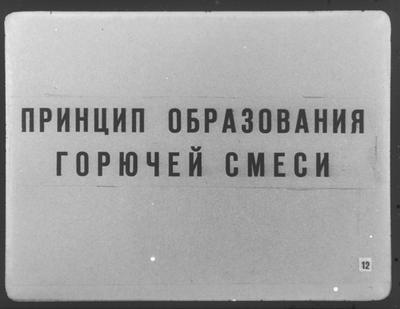 ПРИНЦИП ОБРАЗОВАНИЯ
ГОРЮЧЕЙ СМЕСИ
12